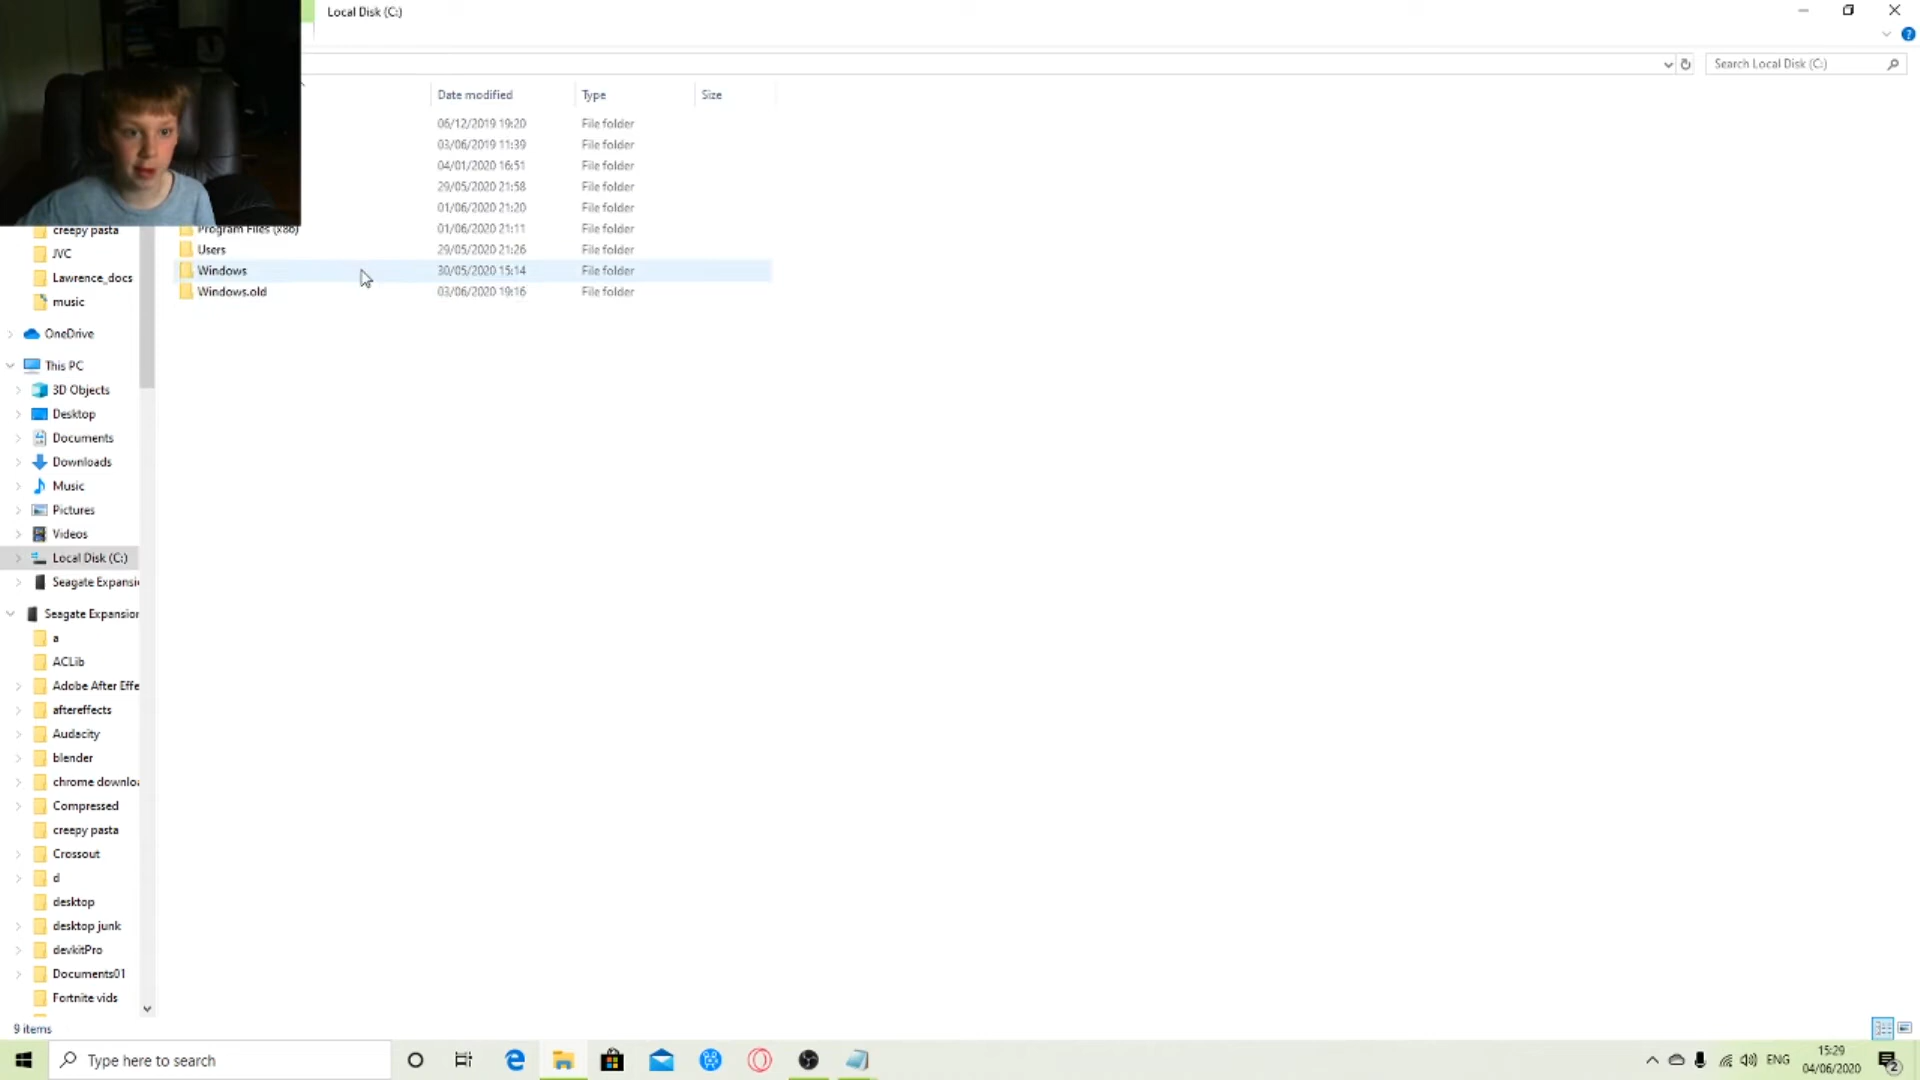 Local Disk (C:)
Search Local Disk (C:)
Date modified Type Size
06/12/2019 19:20 File folder
03/06/2019 11:39 File folder
04/01/2020 16:51 File folder
29/05/2020 21:58 File folder
01/06/2020 21:20 File folder
Program Files (x86) 01/06/2020 21:11 File folder
Users 29/05/2020 21:26 File folder
Windows 30/05/2020 15:14 File folder
Windows.old 03/06/2020 19:16 File folder
creepy pasta
JVC
Lawrence_docs
music
OneDrive
This PC
3D Objects
Desktop
Documents
Downloads
Music
Pictures
Videos
Local Disk (C:)
Seagate Expansi
Seagate Expansion
a
ACLib
Adobe After Effe
aftereffects
Audacity
blender
chrome downloa
Compressed
creepy pasta
Crossout
d
desktop
desktop junk
devkitPro
Documents01
Fortnite vids
9 items
Type here to search
ENG
15:29
04/06/2020
2